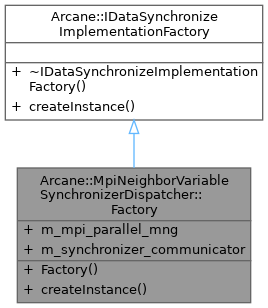 Arcane::IDataSynchronize
ImplementationFactory
+ ~IDataSynchronizeImplementation
Factory()
+ createInstance()
Arcane::MpiNeighborVariable
SynchronizerDispatcher::
Factory
+ m_mpi_parallel_mng
+ m_synchronizer_communicator
+ Factory()
+ createInstance()